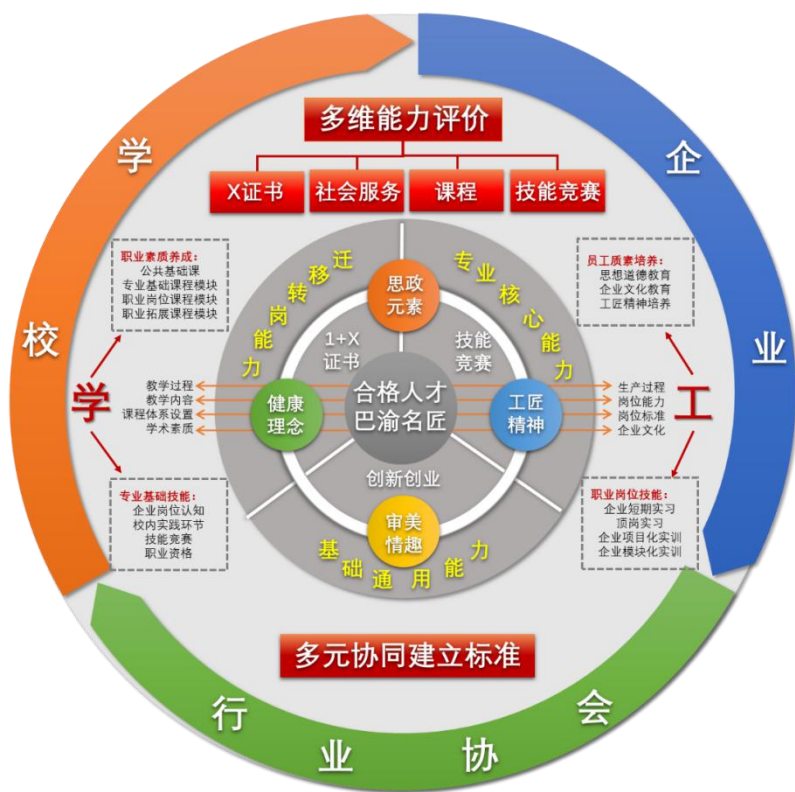 学校
企业
行业协会
多维能力评价
X证书
社会服务
课程
技能竞赛
职业素质养成：
公共基础课
专业基础课程模块
职业岗位课程模块
职业拓展课程模块
员工质素培养：
思想道德教育
企业文化教育
工匠精神培养
转移迁岗能力
专业核心能力
思政
元素
1+X
证书
技能
竞赛
学
教学过程
教学内容
课程体系设置
学术素质
健康
理念
合格人才
巴渝名匠
工匠
精神
生产过程
岗位能力
岗位标准
企业文化
工
创新创业
审美
情趣
基础通用能力
专业基础技能：
企业岗位认知
校内实践环节
技能竞赛
职业资格
职业岗位技能：
企业短期实习
顶岗实习
企业项目化实训
企业模块化实训
多元协同建立标准